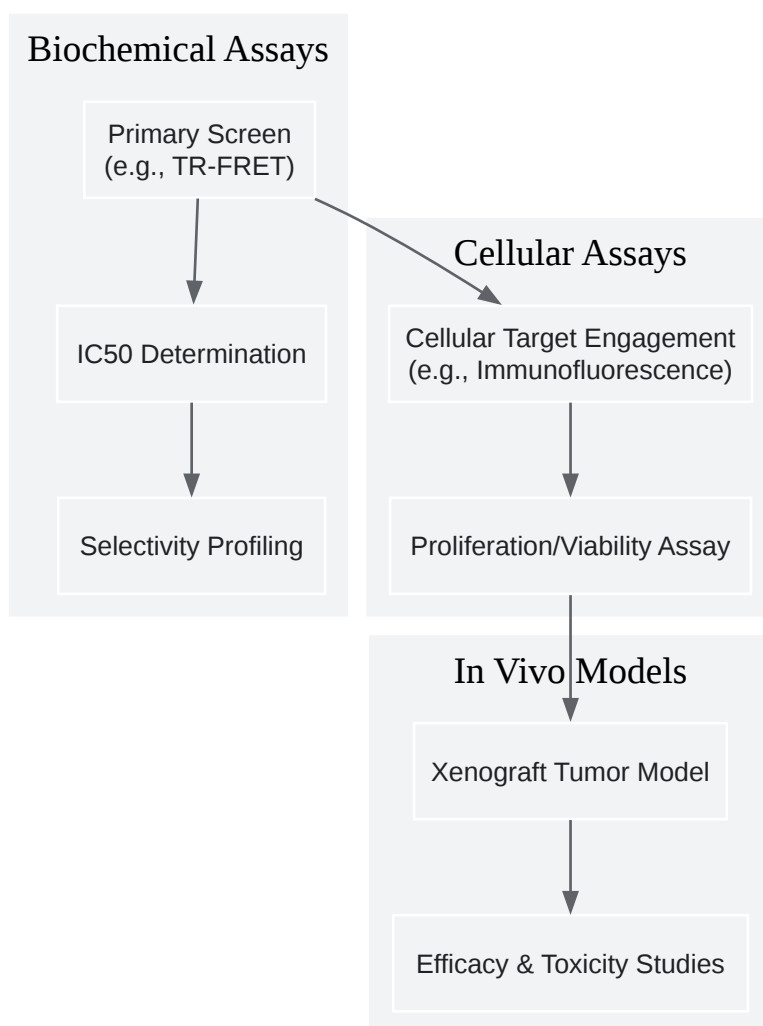 Biochemical Assays
Primary Screen
(e.g., TR-FRET)
IC50 Determination
Selectivity Profiling
Cellular Assays
Cellular Target Engagement
(e.g., Immunofluorescence)
Proliferation/Viability Assay
In Vivo Models
Xenograft Tumor Model
Efficacy & Toxicity Studies